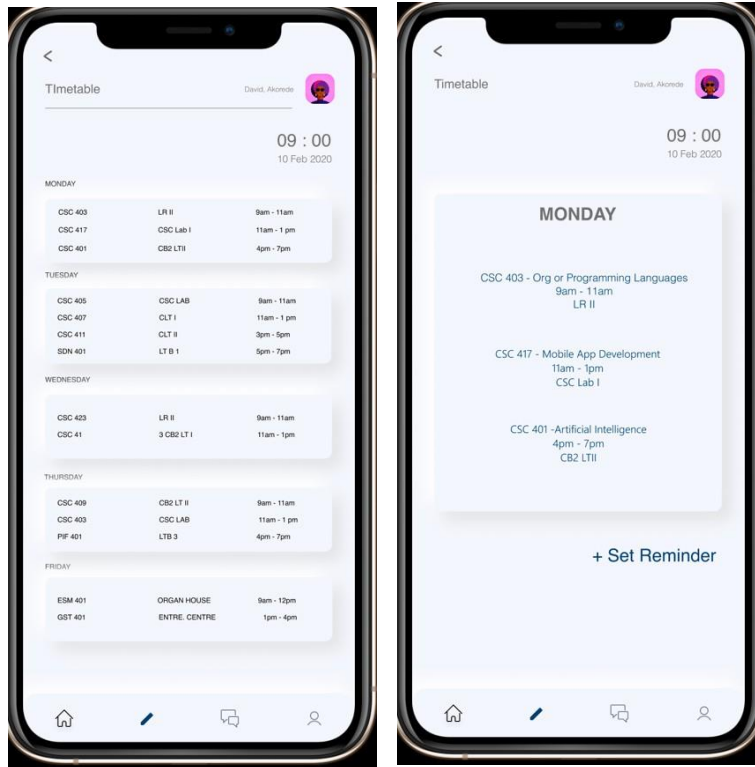 TImetable
David, Akorede
09 : 00
10 Feb 2020
MONDAY
CSC 403 LR II 9am - 11am
CSC 417 CSC Lab I 11am - 1 pm
CSC 401 CB2 LTII 4pm - 7pm
TUESDAY
CSC 405 CSC LAB 9am - 11am
CSC 407 CLT I 11am - 1 pm
CSC 411 CLT II 3pm - 5pm
SDN 401 LT B 1 5pm - 7pm
WEDNESDAY
CSC 423 LR II 9am - 11am
CSC 41 3 CB2 LT I 11am - 1pm
THURSDAY
CSC 409 CB2 LT II 9am - 11am
CSC 403 CSC LAB 11am - 1 pm
PIF 401 LTB 3 4pm - 7pm
FRIDAY
ESM 401 ORGAN HOUSE 9am - 12pm
GST 401 ENTRE. CENTRE 1pm - 4pm
Timetable
David, Akorede
09 : 00
10 Feb 2020
MONDAY
CSC 403 - Org or Programming Languages
9am - 11am
LR II
CSC 417 - Mobile App Development
11am - 1pm
CSC Lab I
CSC 401 -Artificial Intelligence
4pm - 7pm
CB2 LTII
+ Set Reminder